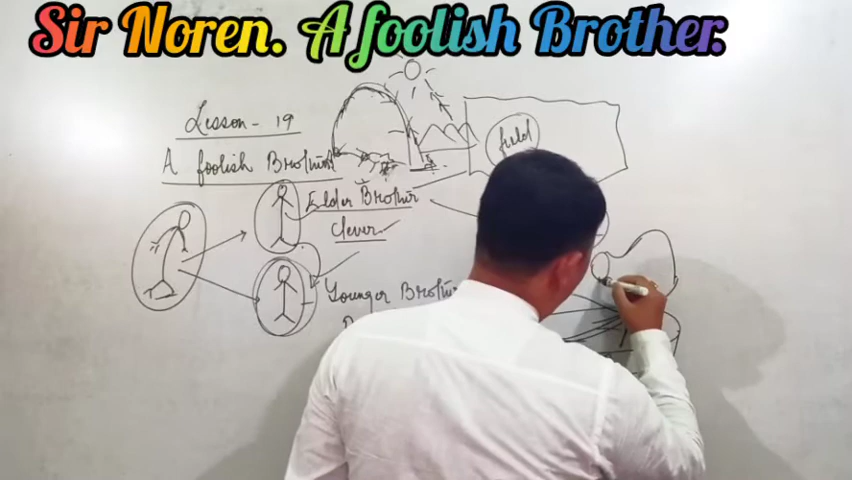 Sir Noren. A foolish Brother.
Lesson - 19
A foolish Brother
field
Elder Brother
Clever
Younger Brother